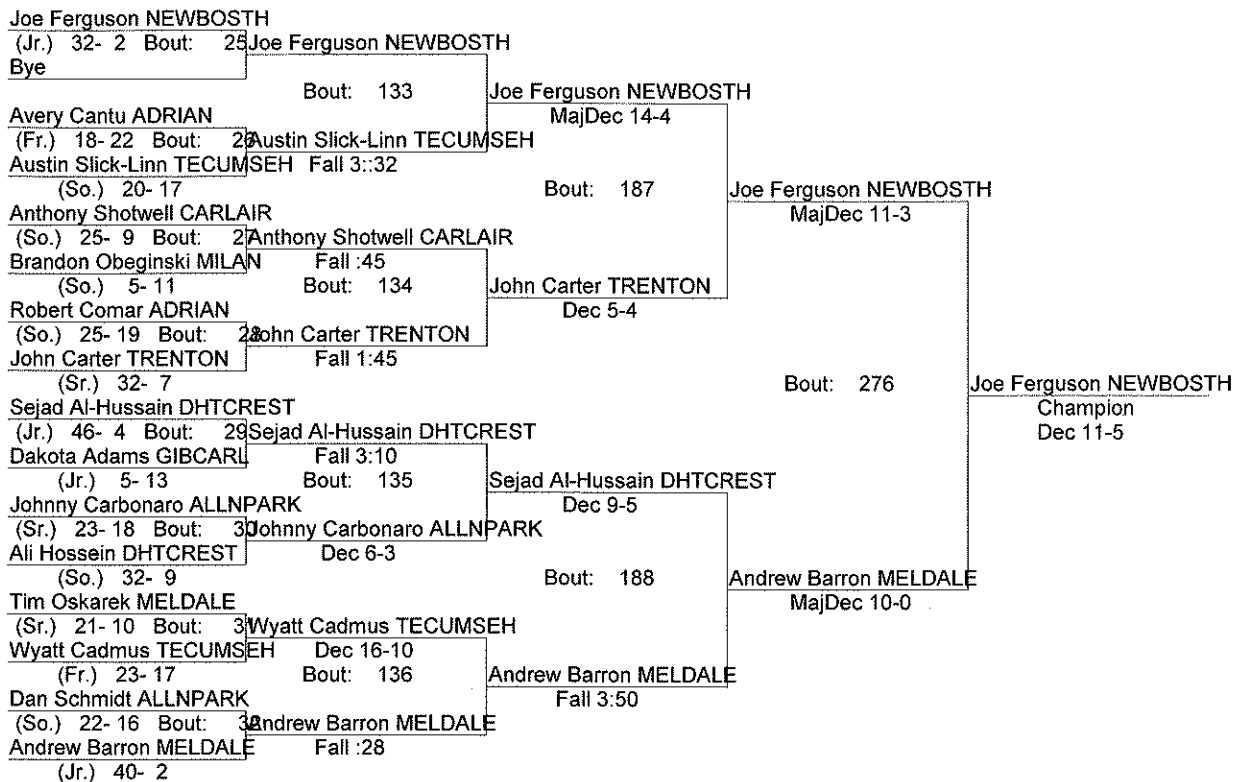 Joe Ferguson NEWBOSTH
(Jr.) 32- 2 Bout: 25 Joe Ferguson NEWBOSTH
Bye
Bout: 133 Joe Ferguson NEWBOSTH
Avery Cantu ADRIAN MajDec 14-4
(Fr.) 18- 22 Bout: 26 Austin Slick-Linn TECUMSEH
Austin Slick-Linn TECUMSEH Fall 3::32
(So.) 20- 17 Bout: 187 Joe Ferguson NEWBOSTH
Anthony Shotwell CARLAIR MajDec 11-3
(So.) 25- 9 Bout: 27 Anthony Shotwell CARLAIR
Brandon Obeginski MILAN Fall :45
(So.) 5- 11 Bout: 134 John Carter TRENTON
Robert Comar ADRIAN Dec 5-4
(So.) 25- 19 Bout: 28 John Carter TRENTON
John Carter TRENTON Fall 1:45
(Sr.) 32- 7 Bout: 276 Joe Ferguson NEWBOSTH
Sejad Al-Hussain DHTCREST Champion
(Jr.) 46- 4 Bout: 29 Sejad Al-Hussain DHTCREST Dec 11-5
Dakota Adams GIBCARL Fall 3:10
(Jr.) 5- 13 Bout: 135 Sejad Al-Hussain DHTCREST
Johnny Carbonaro ALLNPARK Dec 9-5
(Sr.) 23- 18 Bout: 30 Johnny Carbonaro ALLNPARK
Ali Hossein DHTCREST Dec 6-3
(So.) 32- 9 Bout: 188 Andrew Barron MELDALE
Tim Oskarek MELDALE MajDec 10-0
(Sr.) 21- 10 Bout: 31 Wyatt Cadmus TECUMSEH
Wyatt Cadmus TECUMSEH Dec 16-10
(Fr.) 23- 17 Bout: 136 Andrew Barron MELDALE
Dan Schmidt ALLNPARK Fall 3:50
(So.) 22- 16 Bout: 32 Andrew Barron MELDALE
Andrew Barron MELDALE Fall :28
(Jr.) 40- 2